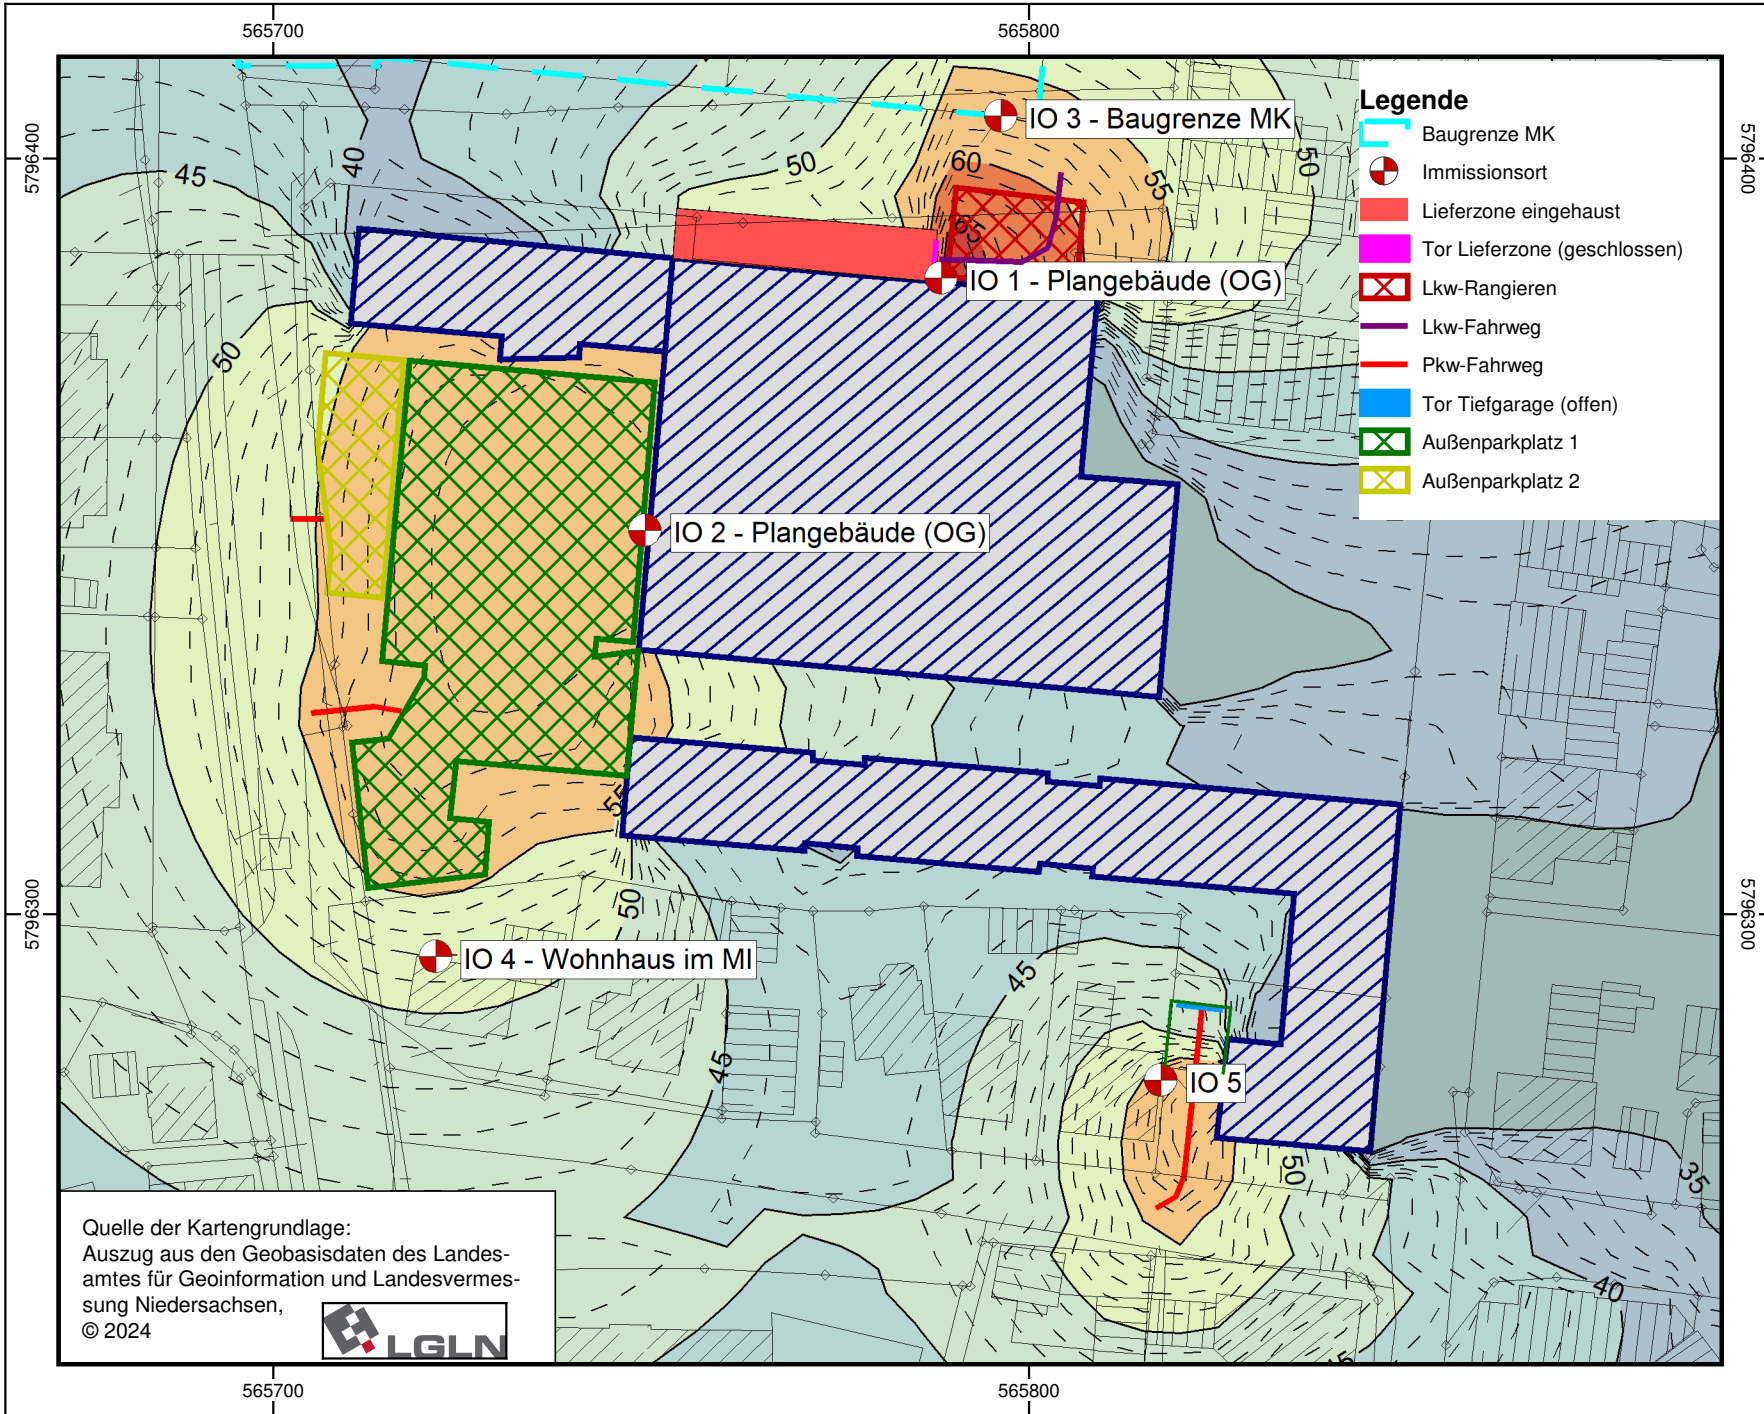 565700
565800
5796400
5796400
Legende
Baugrenze MK
Immissionsort
Lieferzone eingehaust
Tor Lieferzone (geschlossen)
Lkw-Rangieren
Lkw-Fahrweg
Pkw-Fahrweg
Tor Tiefgarage (offen)
Außenparkplatz 1
Außenparkplatz 2
IO 3 - Baugrenze MK
45
40
50
60
55
50
65
IO 1 - Plangebäude (OG)
50
IO 2 - Plangebäude (OG)
55
5796300
5796300
50
IO 4 - Wohnhaus im MI
45
45
IO 5
50
35
40
45
Quelle der Kartengrundlage:
Auszug aus den Geobasisdaten des Landes-
amtes für Geoinformation und Landesvermes-
sung Niedersachsen,
© 2024
LGLN
565700
565800